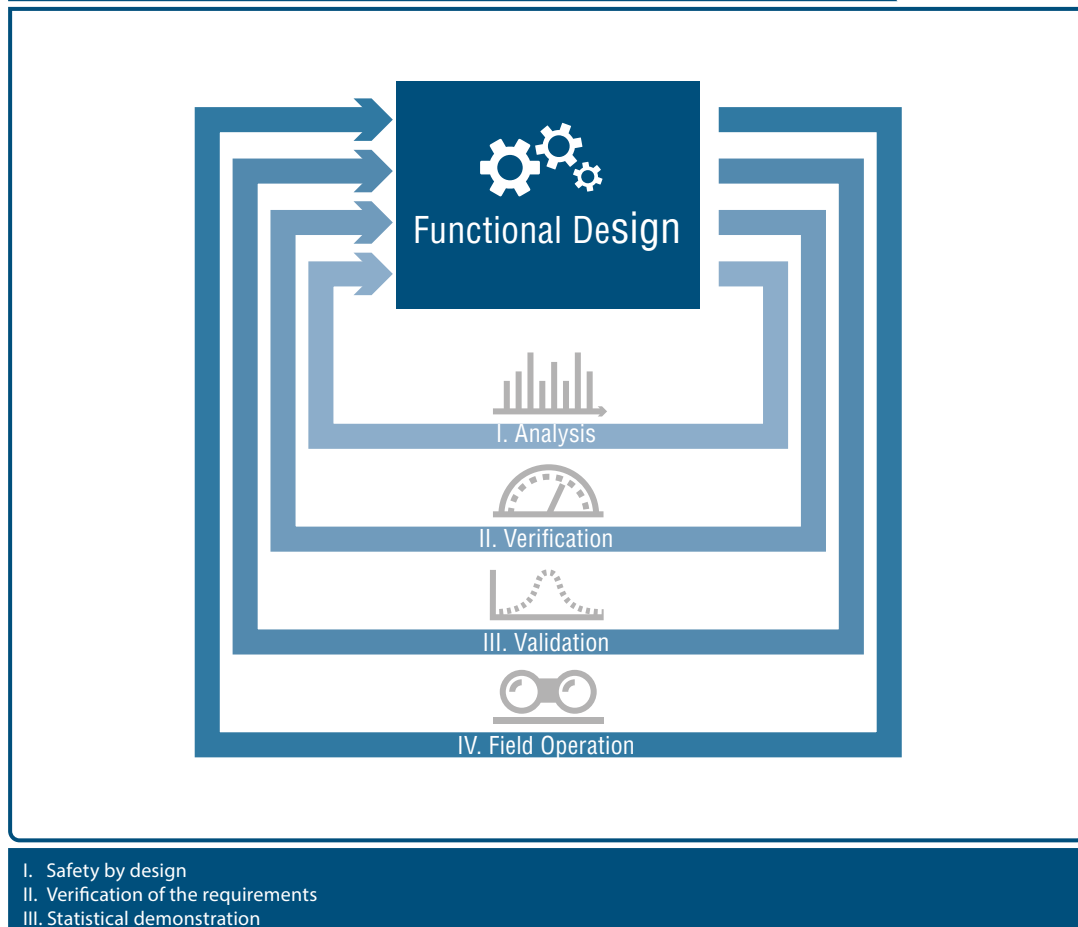 Functional Design
I. Analysis
II. Verification
III. Validation
IV. Field Operation
I. Safety by design
II. Verification of the requirements
III. Statistical demonstration